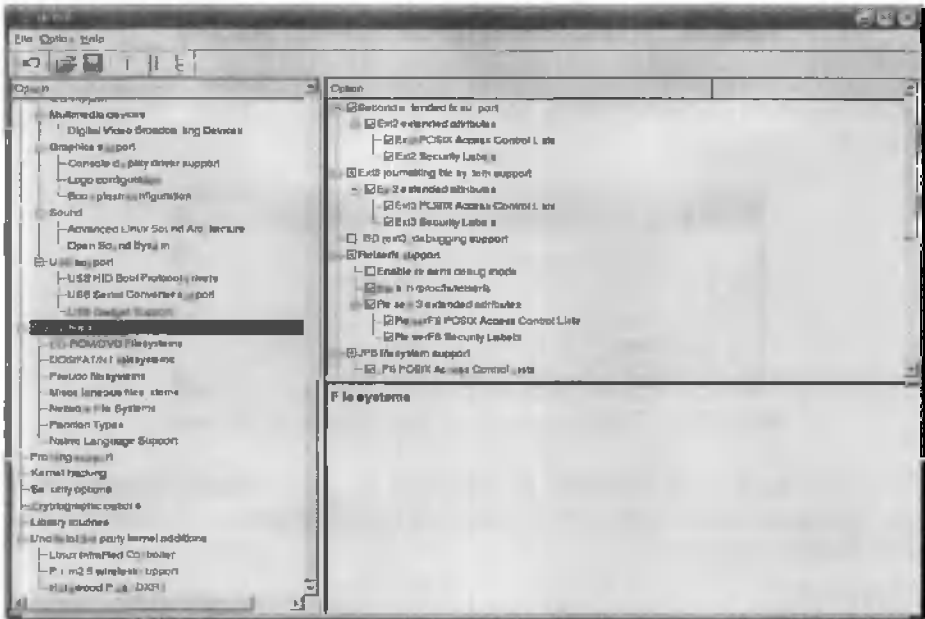 File Option Help
Option
Multimedia devices
Digital Video Broadcasting Devices
Graphics support
Console display driver support
Logo configuration
Bootsplash configuration
Sound
Advanced Linux Sound Architecture
Open Sound System
USB support
USB HID Boot Protocol drivers
USB Serial Converter support
USB Gadget Support
CD-ROM/DVD Filesystems
DOS/FAT/NT Filesystems
Pseudo filesystems
Miscellaneous filesystems
Network File Systems
Partition Types
Native Language Support
Profiling support
Kernel hacking
Security options
Cryptographic options
Library routines
party kernel additions
Linux InfraRed Controller
wireless support
Option
Second extended fs support
Ext2 extended attributes
Ext2 POSIX Access Control Lists
Ext2 Security Labels
Ext3 journalling file system support
Ext3 extended attributes
Ext3 POSIX Access Control Lists
Ext3 Security Labels
debugging support
Reiserfs support
Enable reiserfs debug mode
ReiserFS extended attributes
ReiserFS POSIX Access Control Lists
ReiserFS Security Labels
JFS filesystem support
JFS POSIX Access Control Lists
File systems